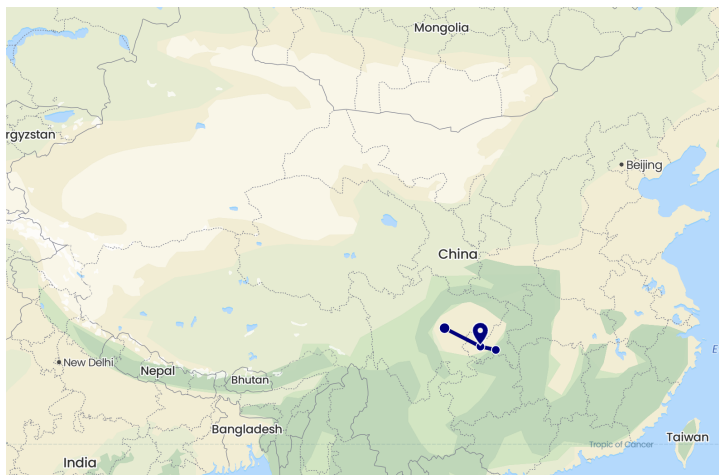 Mongolia
rgyzstan
Beijing
China
E
New Delhi
Nepal
Bhutan
Bangladesh
Tropic of Cancer
Taiwan
India